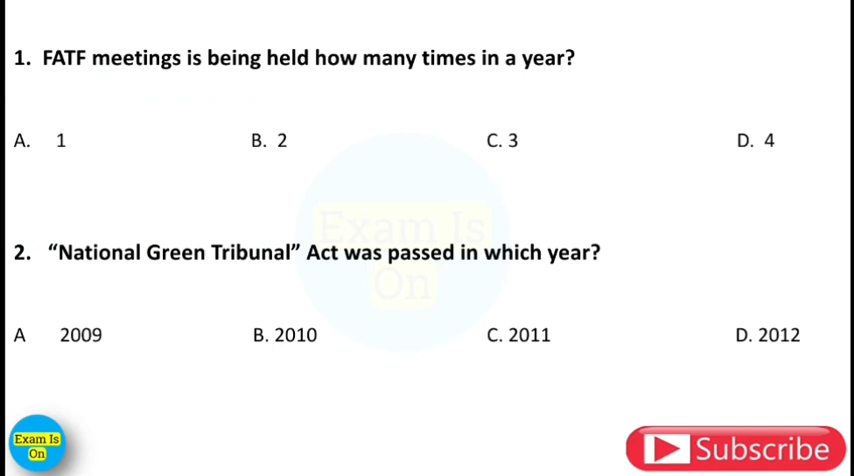 1. FATF meetings is being held how many times in a year?
A. 1 B. 2 C. 3 D. 4
Exam Is
On
2. “National Green Tribunal” Act was passed in which year?
A 2009 B. 2010 C. 2011 D. 2012
Exam Is
On
Subscribe